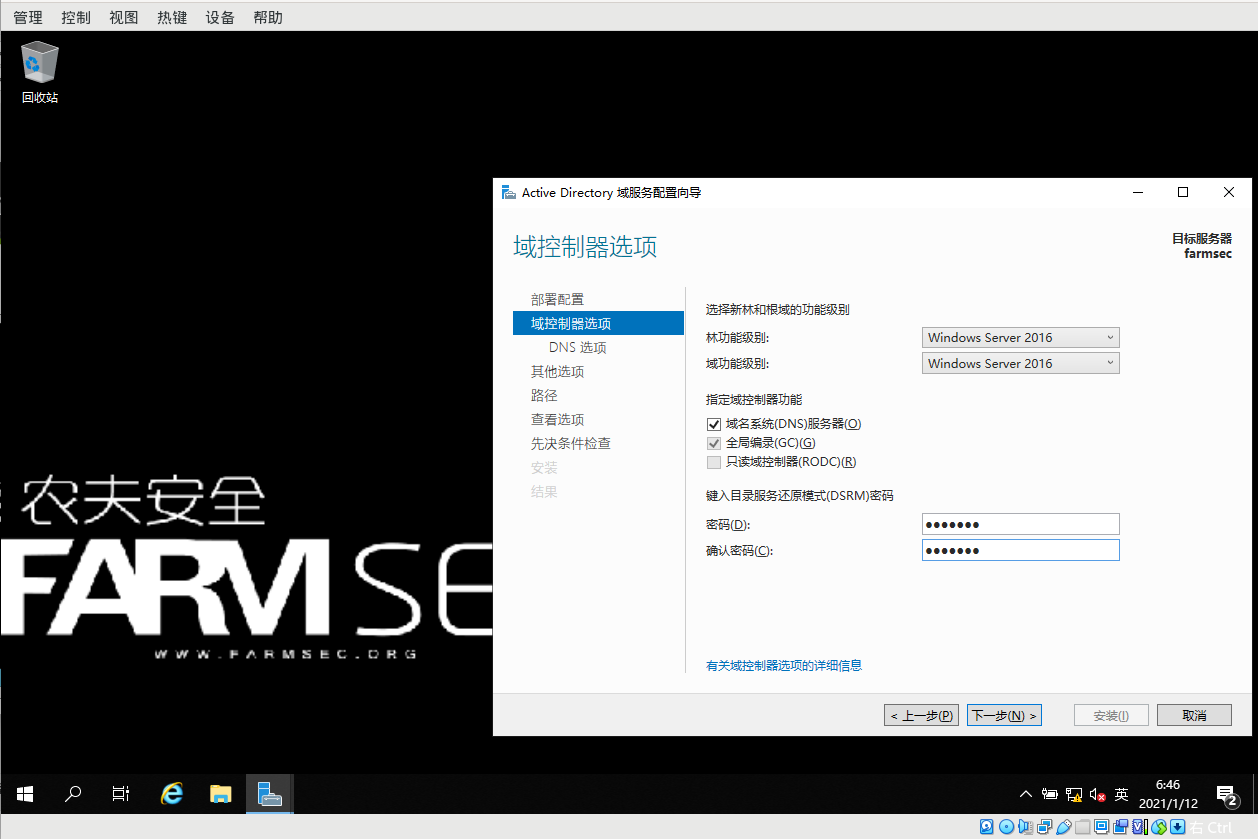 管理 控制 视图 热键 设备 帮助
回收站
Active Directory 域服务配置向导
域控制器选项
目标服务器
farmsec
部署配置
域控制器选项
DNS 选项
其他选项
路径
查看选项
先决条件检查
安装
结果
选择新林和根域的功能级别
林功能级别: Windows Server 2016
域功能级别: Windows Server 2016
指定域控制器功能
域名系统(DNS)服务器(O)
全局编录(GC)(G)
只读域控制器(RODC)(R)
键入目录服务还原模式(DSRM)密码
密码(D): ●●●●●●●
确认密码(C): ●●●●●●●
有关域控制器选项的详细信息
< 上一步(P) 下一步(N) > 安装(I) 取消
农夫安全
FARMSE
WWW.FARMSEC.ORG
英
6:46
2021/1/12
2
右 Ctrl